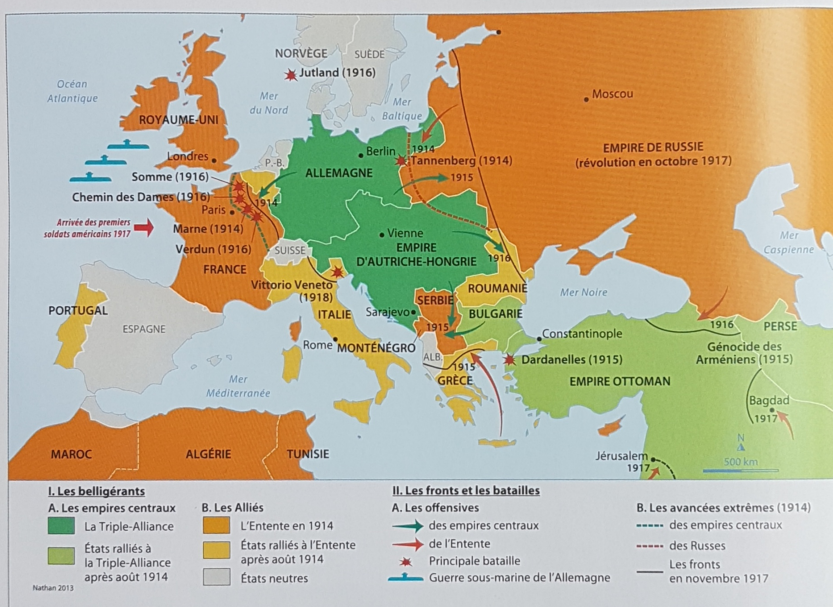 NORVÈGE
SUÈDE
Jutland (1916)
Océan
Atlantique
Mer
du Nord
Mer
Baltique
Moscou
ROYAUME-UNI
Londres
P.-B.
Berlin
1914
Tannenberg (1914)
EMPIRE DE RUSSIE
(révolution en octobre 1917)
ALLEMAGNE
1915
Somme (1916)
Chemin des Dames (1916)
1914
Paris
Arrivée des premiers
soldats américains 1917
Marne (1914)
Verdun (1916)
Vienne
EMPIRE
D'AUTRICHE-HONGRIE
SUISSE
1916
Mer
Caspienne
FRANCE
Vittorio Veneto
(1918)
ROUMANIE
Mer Noire
SERBIE
PORTUGAL
ESPAGNE
ITALIE
Sarajevo
BULGARIE
1915
1916
PERSE
Constantinople
Rome
MONTÉNÉGRO
ALB.
1915
GRÈCE
Dardanelles (1915)
Génocide des
Arméniens (1915)
EMPIRE OTTOMAN
Mer
Méditerranée
Bagdad
1917
N
500 km
MAROC
ALGÉRIE
TUNISIE
Jérusalem
1917
I. Les belligérants
A. Les empires centraux
La Triple-Alliance
États ralliés à
la Triple-Alliance
après août 1914
B. Les Alliés
L'Entente en 1914
États ralliés à l'Entente
après août 1914
États neutres
II. Les fronts et les batailles
A. Les offensives
des empires centraux
de l'Entente
Principale bataille
Guerre sous-marine de l'Allemagne
B. Les avancées extrêmes (1914)
des empires centraux
des Russes
Les fronts
en novembre 1917
Nathan 2013